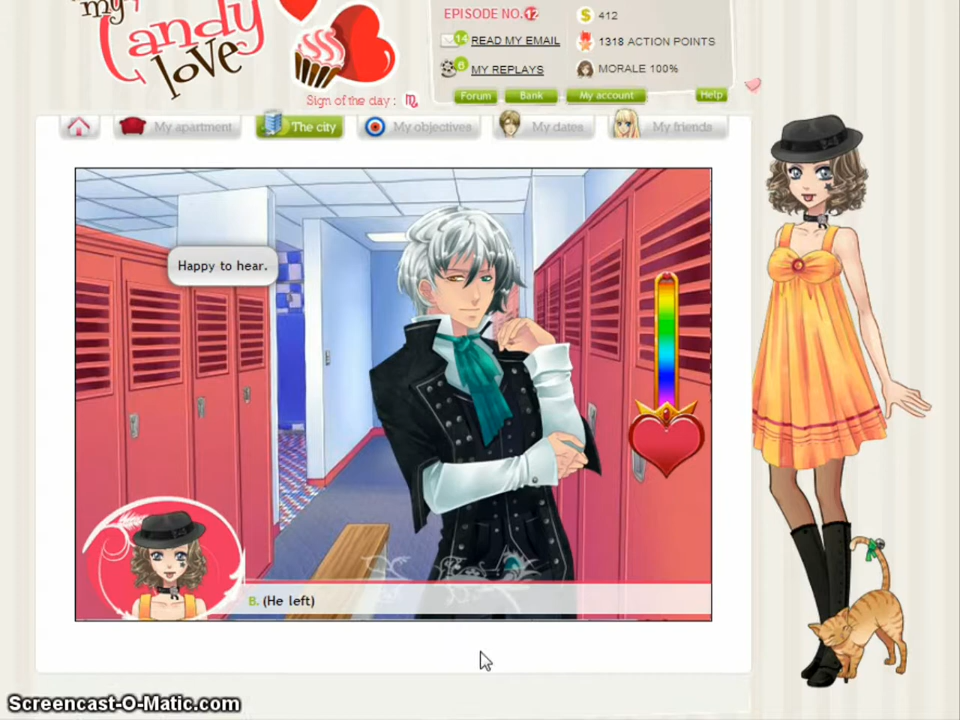 my
Candy
love
EPISODE NO.12
$ 412
14 READ MY EMAIL
1318 ACTION POINTS
6 MY REPLAYS
MORALE 100%
Sign of the day : ♏
Forum
Bank
My account
Help
My apartment
The city
My objectives
My dates
My friends
Happy to hear.
B. (He left)
Screencast-O-Matic.com